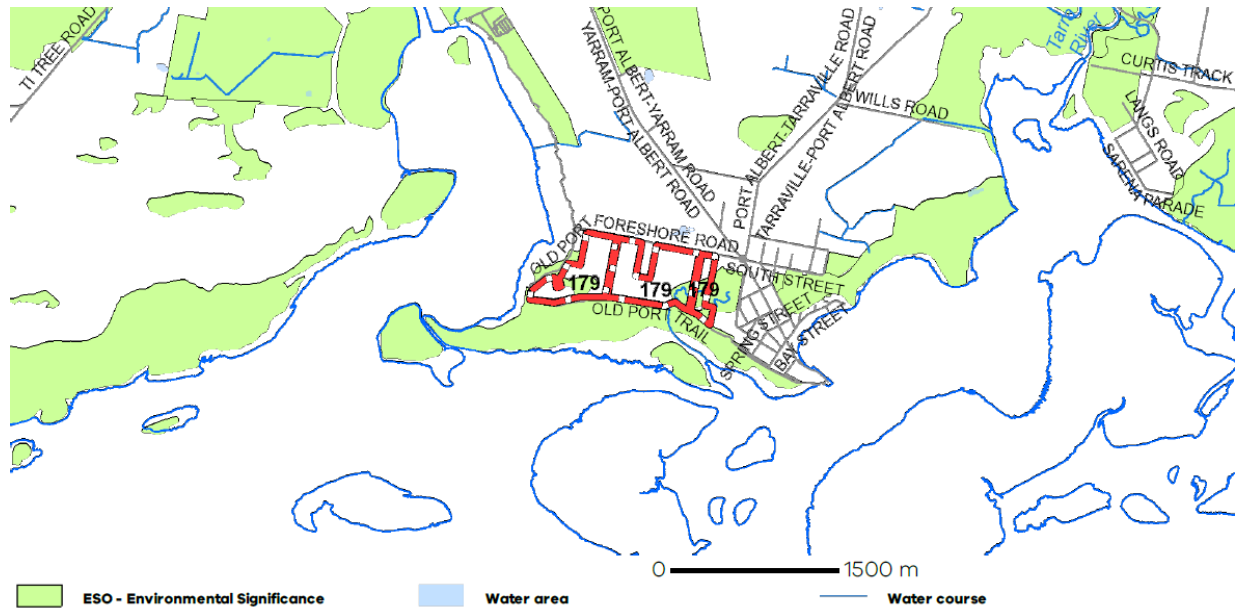 TI TREE ROAD
PORT ALBERT-YARRAM ROAD
YARRAM-PORT ALBERT ROAD
PORT ALBERT-TARRAVILLE ROAD
TARRAVILLE-PORT ALBERT ROAD
WILLS ROAD
River
CURTIS TRACK
LANGS ROAD
SARENA PARADE
OLD PORT
FORESHORE ROAD
SOUTH STREET
179
179
179
OLD PORT TRAIL
SPRING STREET
BAY STREET
0 1500 m
ESO - Environmental Significance Water area Water course